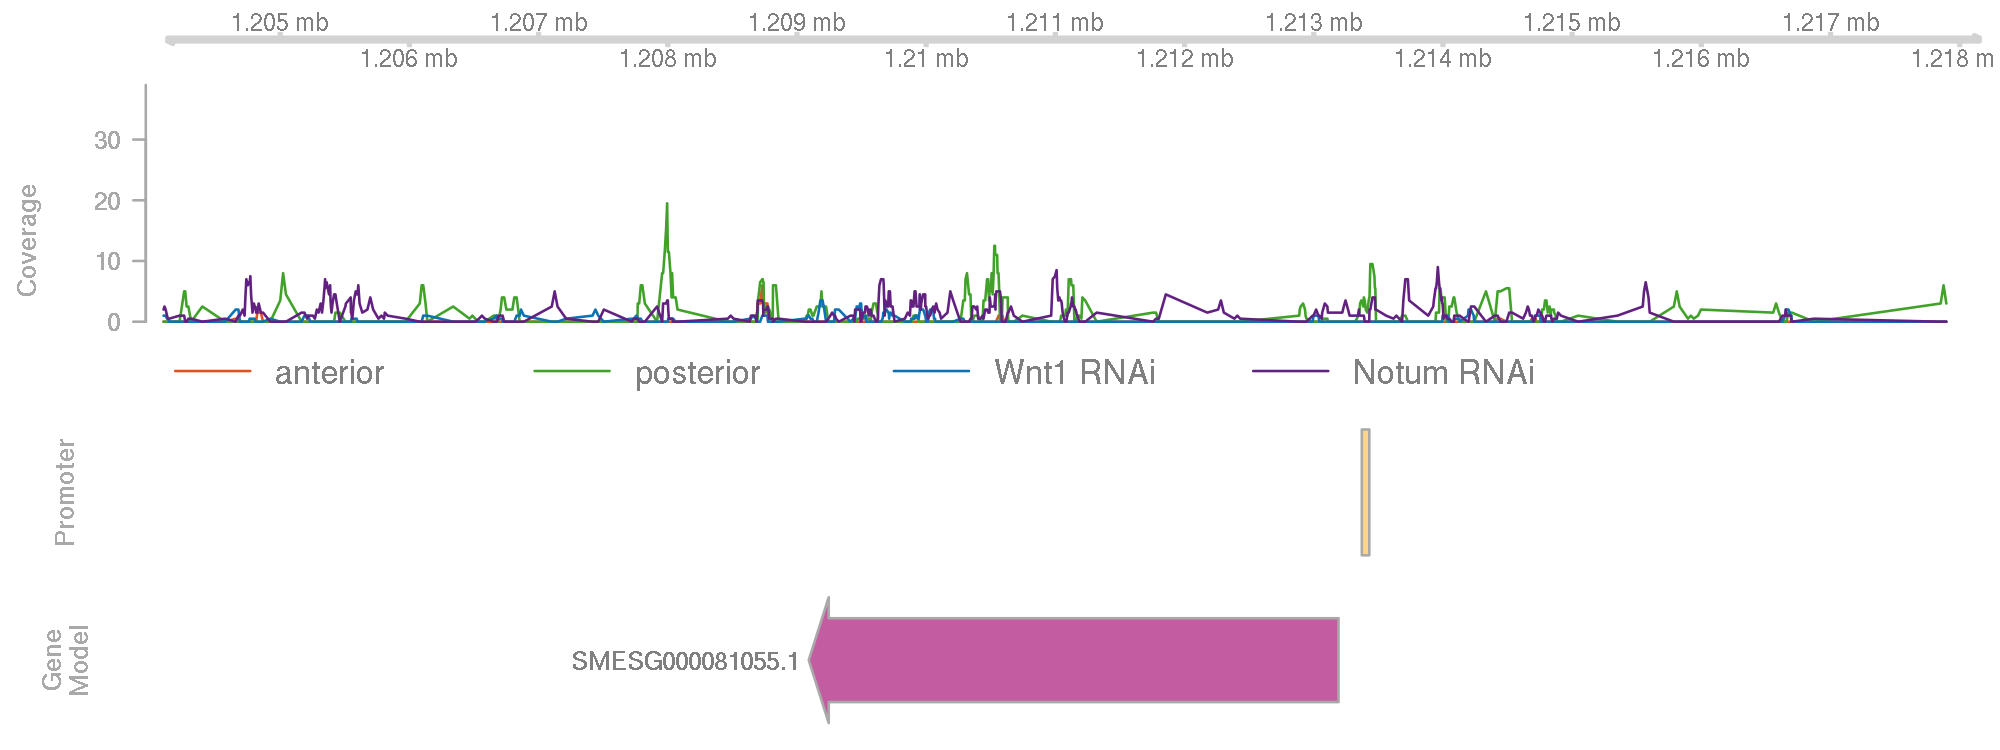 1.205 mb 1.207 mb 1.209 mb 1.211 mb 1.213 mb 1.215 mb 1.217 mb
1.206 mb 1.208 mb 1.21 mb 1.212 mb 1.214 mb 1.216 mb 1.218 m
Coverage
30
20
10
0
anterior posterior Wnt1 RNAi Notum RNAi
Promoter
Gene
Model
SMESG000081055.1